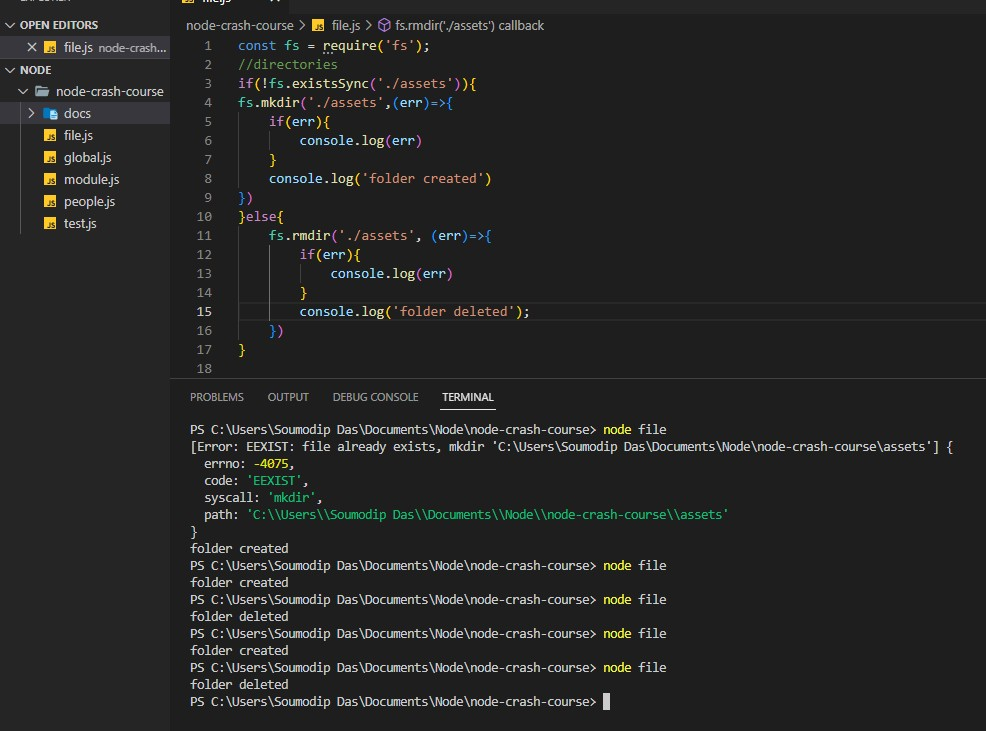 OPEN EDITORS
file.js node-crash...
NODE
node-crash-course
docs
file.js
global.js
module.js
people.js
test.js
node-crash-course > file.js > fs.rmdir('./assets') callback
1 const fs = require('fs');
2 //directories
3 if(!fs.existsSync('./assets')){
4 fs.mkdir('./assets',(err)=>{
5 if(err){
6 console.log(err)
7 }
8 console.log('folder created')
9 })
10 }else{
11 fs.rmdir('./assets', (err)=>{
12 if(err){
13 console.log(err)
14 }
15 console.log('folder deleted');
16 })
17 }
18
PROBLEMS OUTPUT DEBUG CONSOLE TERMINAL
PS C:\Users\Soumodip Das\Documents\Node\node-crash-course> node file
[Error: EEXIST: file already exists, mkdir 'C:\Users\Soumodip Das\Documents\Node\node-crash-course\assets'] {
errno: -4075,
code: 'EEXIST',
syscall: 'mkdir',
path: 'C:\\Users\\Soumodip Das\\Documents\\Node\\node-crash-course\\assets'
}
folder created
PS C:\Users\Soumodip Das\Documents\Node\node-crash-course> node file
folder created
PS C:\Users\Soumodip Das\Documents\Node\node-crash-course> node file
folder deleted
PS C:\Users\Soumodip Das\Documents\Node\node-crash-course> node file
folder created
PS C:\Users\Soumodip Das\Documents\Node\node-crash-course> node file
folder deleted
PS C:\Users\Soumodip Das\Documents\Node\node-crash-course>